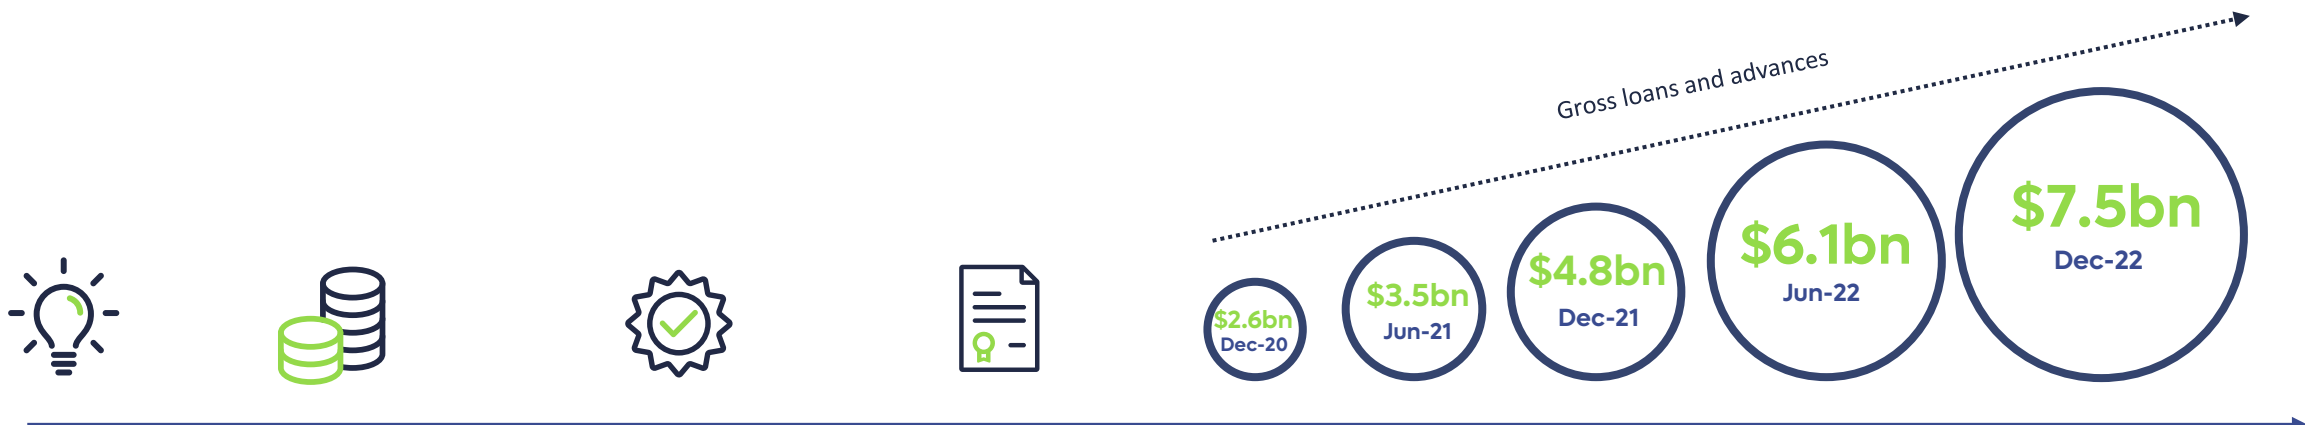 Gross loans and advances
$2.6bn
Dec-20
$3.5bn
Jun-21
$4.8bn
Dec-21
$6.1bn
Jun-22
$7.5bn
Dec-22